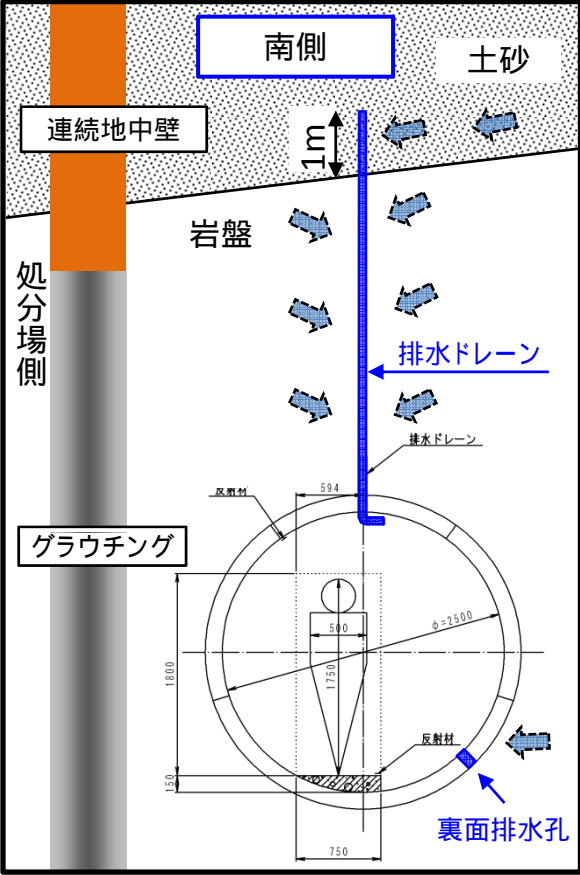 南側
土砂
連続地中壁
1m
岩盤
処分場側
排水ドレーン
排水ドレーン
594
反射材
グラウチング
φ=2500
500
1800
1750
反射材
150
裏面排水孔
750